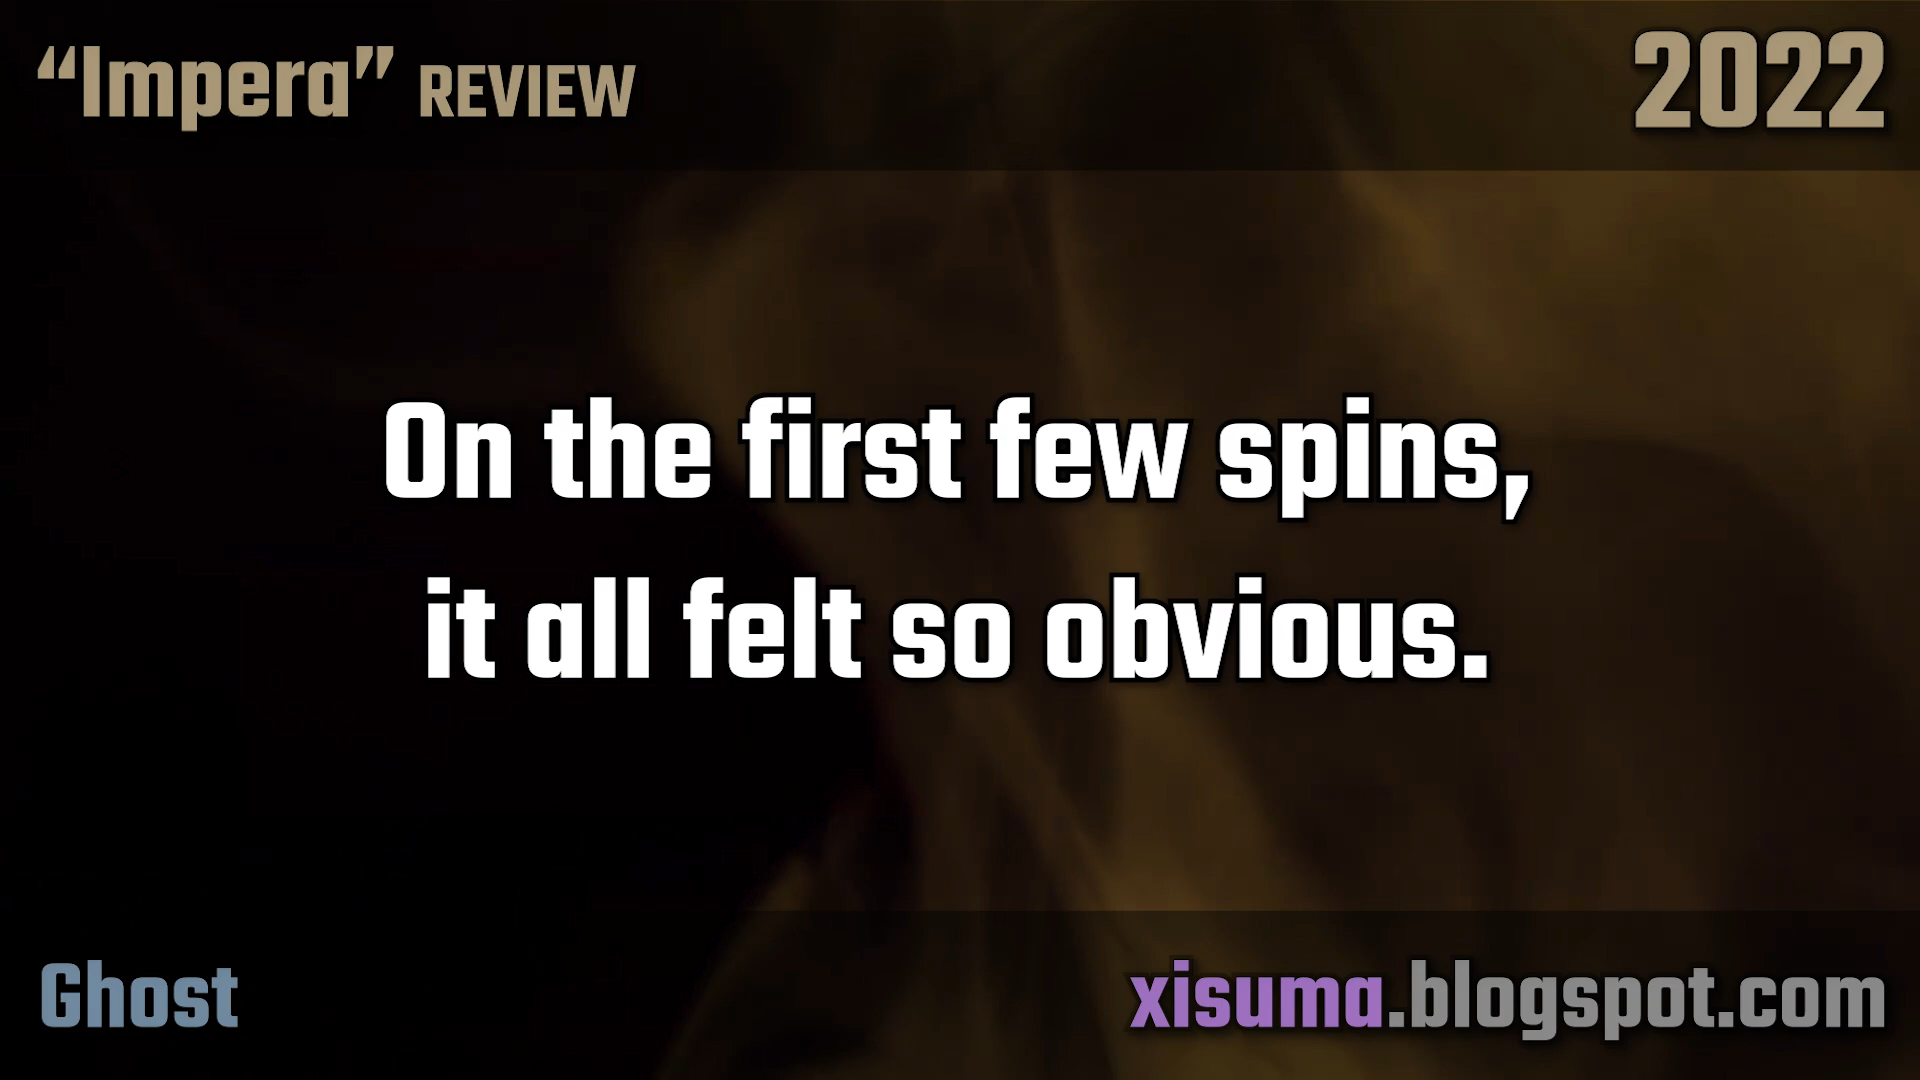 “Impera” REVIEW
2022
On the first few spins,
it all felt so obvious.
Ghost
xisuma.blogspot.com